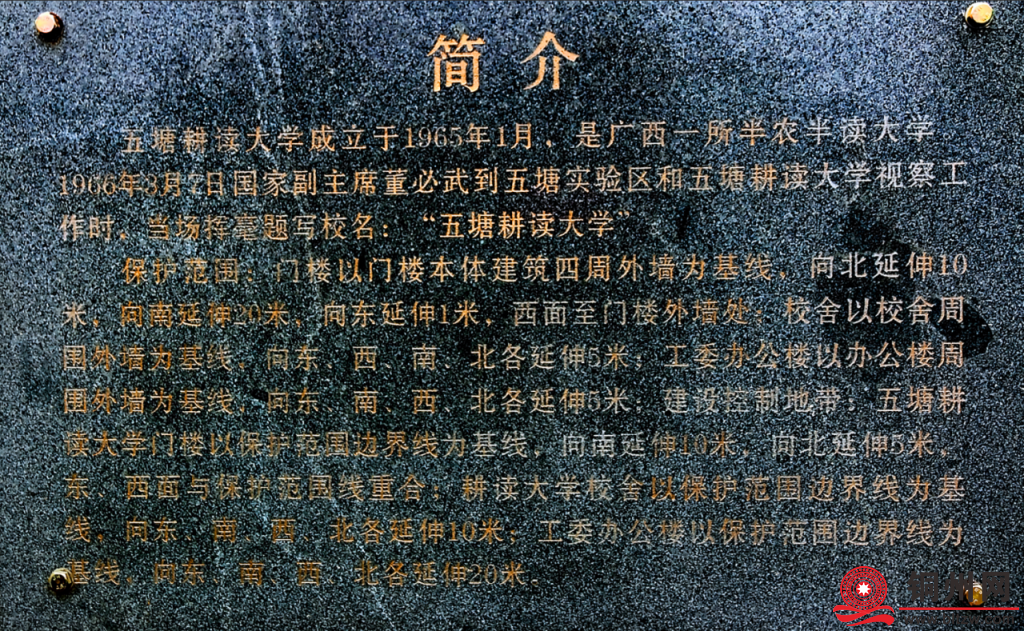 简介
五塘耕读大学成立于1965年1月，是广西一所半农半读大学
1966年3月7日国家副主席董必武到五塘实验区和五塘耕读大学视察工
作时，当场挥毫题写校名：“五塘耕读大学”
保护范围：门楼以门楼本体建筑四周外墙为基线，向北延伸10
米，向南延伸20米，向东延伸1米，西面至门楼外墙处；校舍以校舍周
围外墙为基线，向东、西、南、北各延伸5米；工委办公楼以办公楼周
围外墙为基线，向东、南、西、北各延伸5米。建设控制地带：五塘耕
读大学门楼以保护范围边界线为基线，向南延伸10米，向北延伸5米，
东、西面与保护范围线重合；耕读大学校舍以保护范围边界线为基
线，向东、南、西、北各延伸10米；工委办公楼以保护范围边界线为
基线，向东、南、西、北各延伸20米。